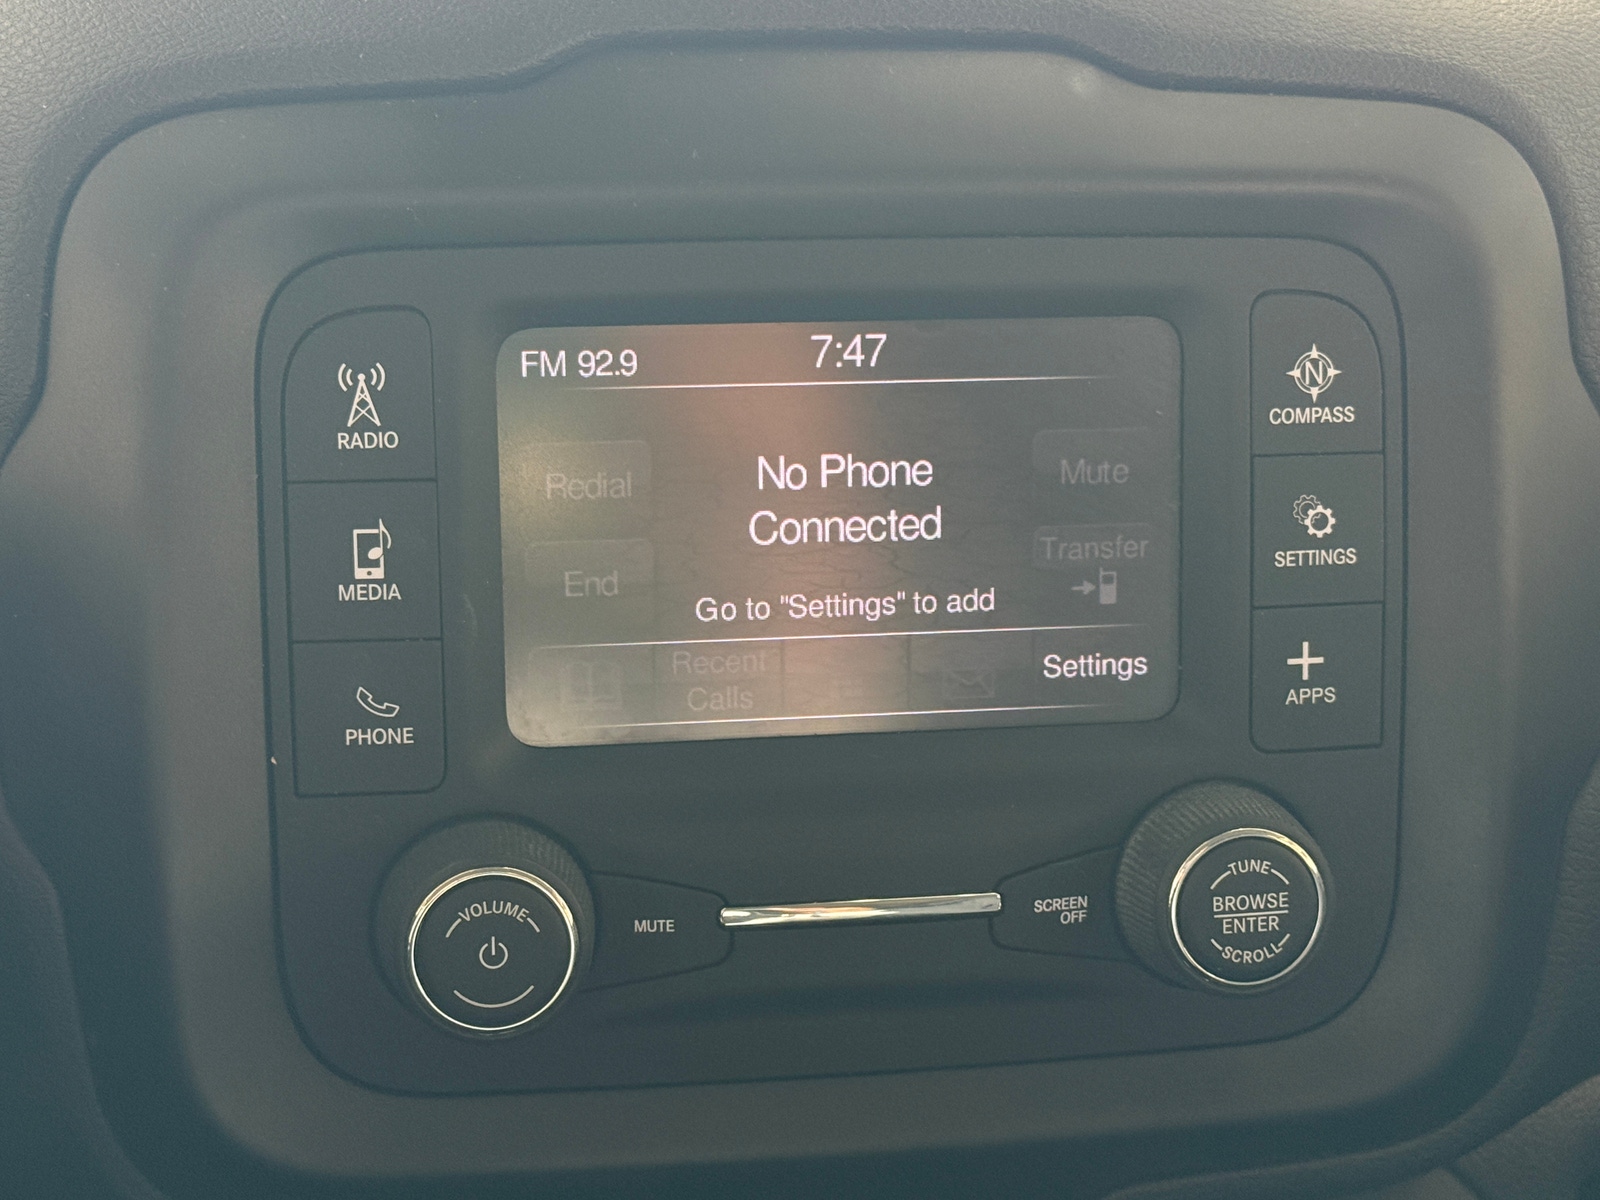 FM 92.9
7:47
RADIO
MEDIA
PHONE
Redial
End
No Phone
Connected
Go to "Settings" to add
Mute
Transfer
Recent
Calls
Settings
N
COMPASS
SETTINGS
APPS
VOLUME
MUTE
SCREEN
OFF
TUNE
BROWSE
ENTER
SCROLL